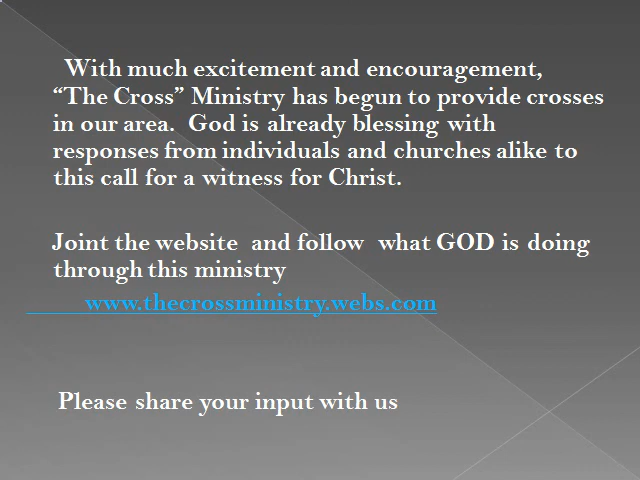 With much excitement and encouragement,
“The Cross” Ministry has begun to provide crosses
in our area. God is already blessing with
responses from individuals and churches alike to
this call for a witness for Christ.
Joint the website and follow what GOD is doing
through this ministry
www.thecrossministry.webs.com
Please share your input with us